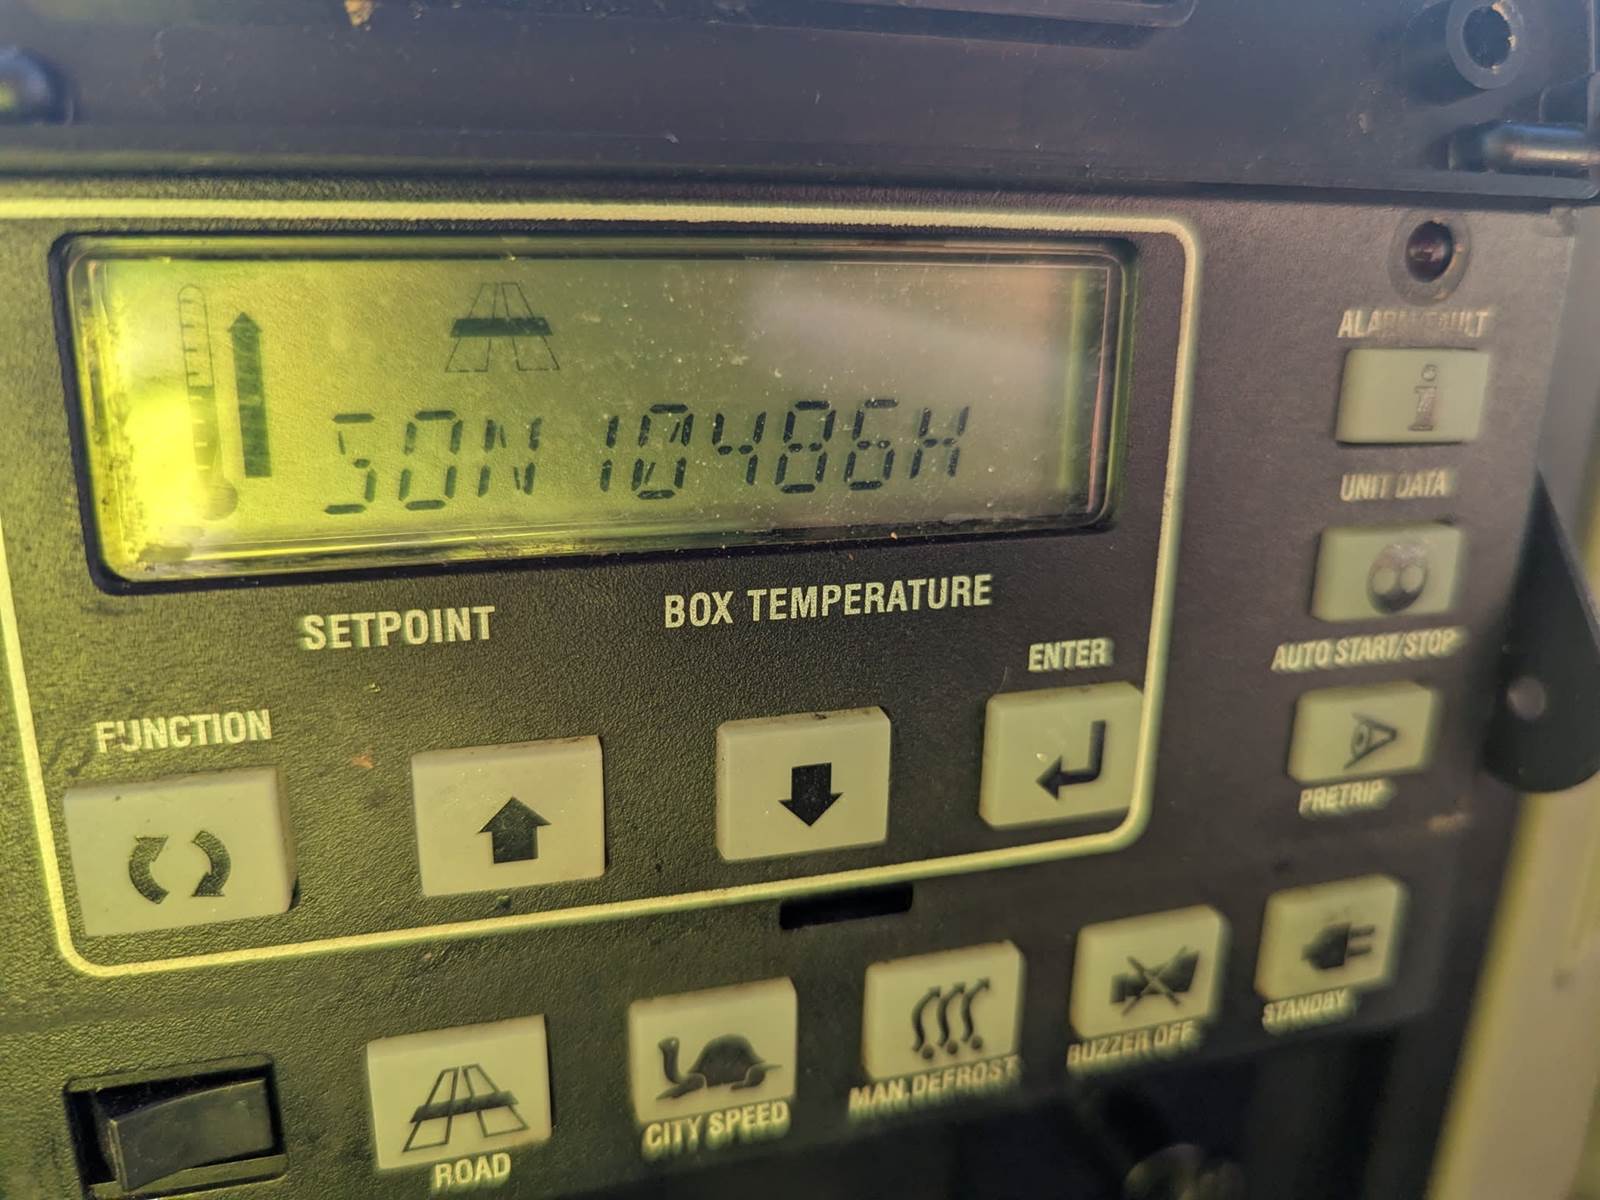 ALARM/FAULT
SON 10486H
UNIT DATA
SETPOINT
BOX TEMPERATURE
ENTER
AUTO START/STOP
FUNCTION
PRETRIP
STANDBY
BUZZER OFF
MAN. DEFROST
CITY SPEED
ROAD